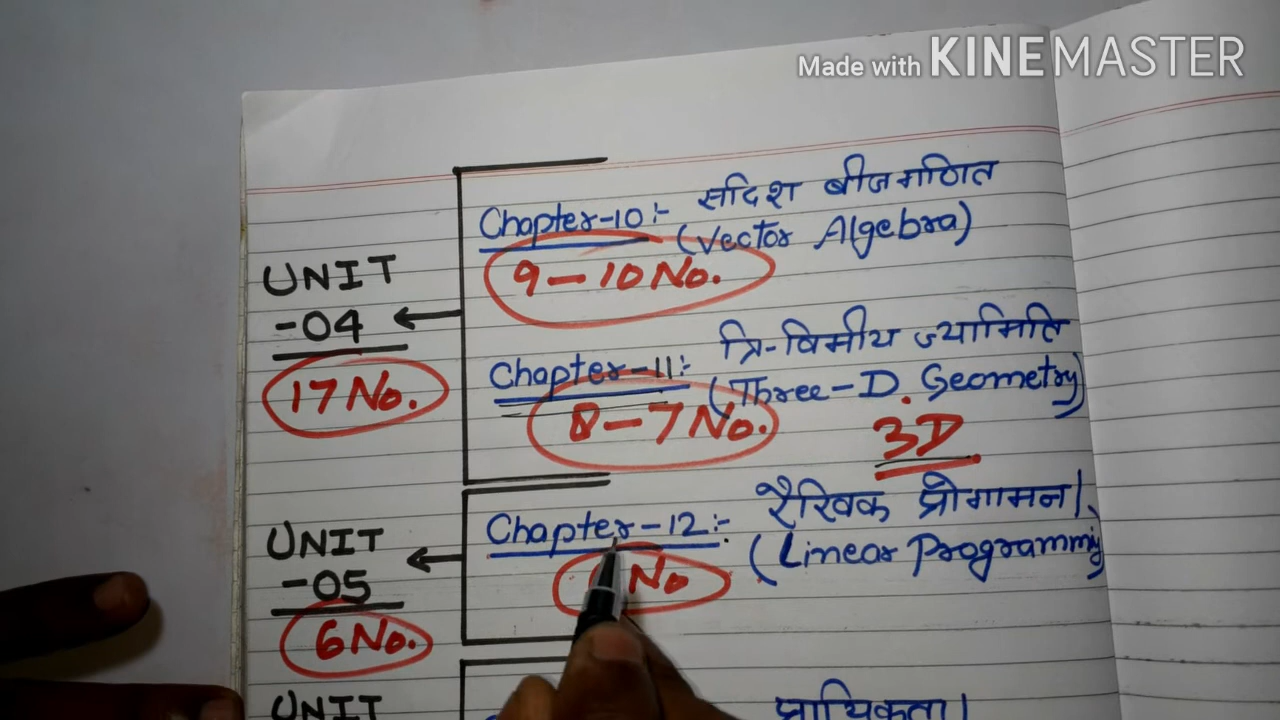 Made with KINEMASTER
Chapter-10:- सदिश बीजगणित
(Vector Algebra)
9-10 No.
UNIT
-04
17 No.
Chapter-11:- त्रि-विमीय ज्यामिति
(Three-D. Geometry)
8-7 No.
3D
Chapter-12:- रैखिक प्रोगामन।
(Linear Programming)
No
UNIT
-05
6 No.
UNIT
प्रायिकता।